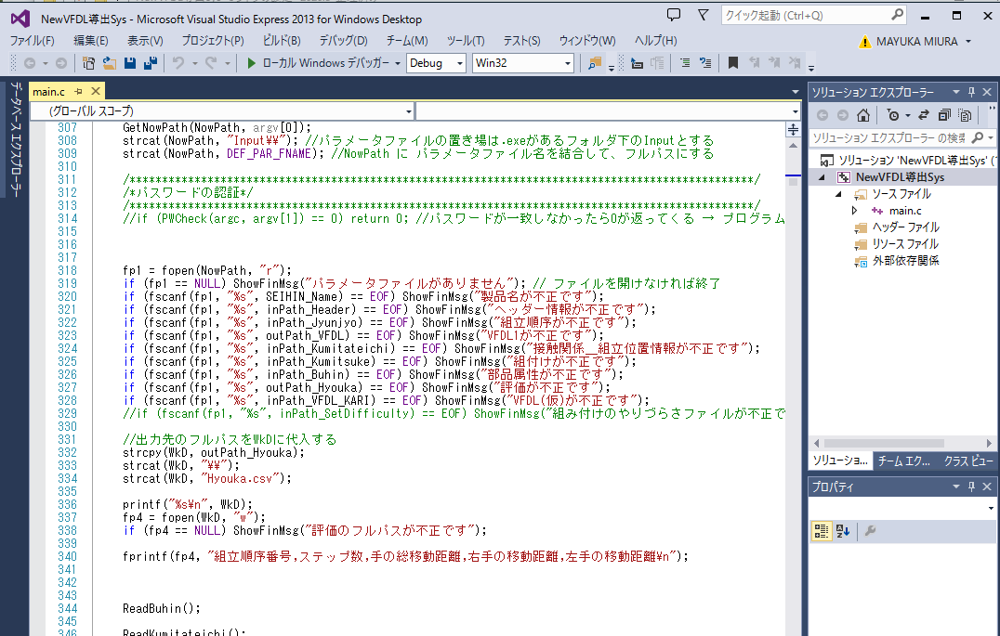 NewVFDL導出Sys - Microsoft Visual Studio Express 2013 for Windows Desktop
クイック起動 (Ctrl+Q)
ファイル(F) 編集(E) 表示(V) プロジェクト(P) ビルド(B) デバッグ(D) チーム(M) ツール(T) テスト(S) ウィンドウ(W) ヘルプ(H)
MAYUKA MIURA
ローカル Windows デバッガー Debug Win32
データベース エクスプローラー
main.c
(グローバル スコープ)
307 GetNowPath(NowPath, argv[0]);
308 strcat(NowPath, "Input¥¥"); //パラメータファイルの置き場は.exeがあるフォルダ下のInputとする
309 strcat(NowPath, DEF_PAR_FNAME); //NowPath に パラメータファイル名を結合して、フルパスにする
310
311 /************************************************************************************************/
312 /*パスワードの認証*/
313 /************************************************************************************************/
314 //if (PWCheck(argc, argv[1]) == 0) return 0; //パスワードが一致しなかったら0が返ってくる → プログラム
315
316
317
318 fp1 = fopen(NowPath, "r");
319 if (fp1 == NULL) ShowFinMsg("パラメータファイルがありません"); // ファイルを開けなければ終了
320 if (fscanf(fp1, "%s", SEIHIN_Name) == EOF) ShowFinMsg("製品名が不正です");
321 if (fscanf(fp1, "%s", inPath_Header) == EOF) ShowFinMsg("ヘッダー情報が不正です");
322 if (fscanf(fp1, "%s", inPath_Jyunjyo) == EOF) ShowFinMsg("組立順序が不正です");
323 if (fscanf(fp1, "%s", outPath_VFDL) == EOF) ShowFinMsg("VFDL1が不正です");
324 if (fscanf(fp1, "%s", inPath_Kumitateichi) == EOF) ShowFinMsg("接触関係__組立位置情報が不正です");
325 if (fscanf(fp1, "%s", inPath_Kumitsuke) == EOF) ShowFinMsg("組付けが不正です");
326 if (fscanf(fp1, "%s", inPath_Buhin) == EOF) ShowFinMsg("部品属性が不正です");
327 if (fscanf(fp1, "%s", outPath_Hyouka) == EOF) ShowFinMsg("評価が不正です");
328 if (fscanf(fp1, "%s", inPath_VFDL_KARI) == EOF) ShowFinMsg("VFDL(仮)が不正です");
329 //if (fscanf(fp1, "%s", inPath_SetDifficulty) == EOF) ShowFinMsg("組み付けのやりづらさファイルが不正で
330
331 //出力先のフルパスをWkDに代入する
332 strcpy(WkD, outPath_Hyouka);
333 strcat(WkD, "¥¥");
334 strcat(WkD, "Hyouka.csv");
335
336 printf("%s¥n", WkD);
337 fp4 = fopen(WkD, "w");
338 if (fp4 == NULL) ShowFinMsg("評価のフルパスが不正です");
339
340 fprintf(fp4, "組立順序番号,ステップ数,手の総移動距離,右手の移動距離,左手の移動距離¥n");
341
342
343
344 ReadBuhin();
345
346 ReadKumitateichi();
ソリューション エクスプローラー
ソリューション エクスプローラー の検索
ソリューション 'NewVFDL導出Sys' (1
NewVFDL導出Sys
ソース ファイル
main.c
ヘッダー ファイル
リソース ファイル
外部依存関係
ソリューショ... チーム エク... クラス ビュー
プロパティ